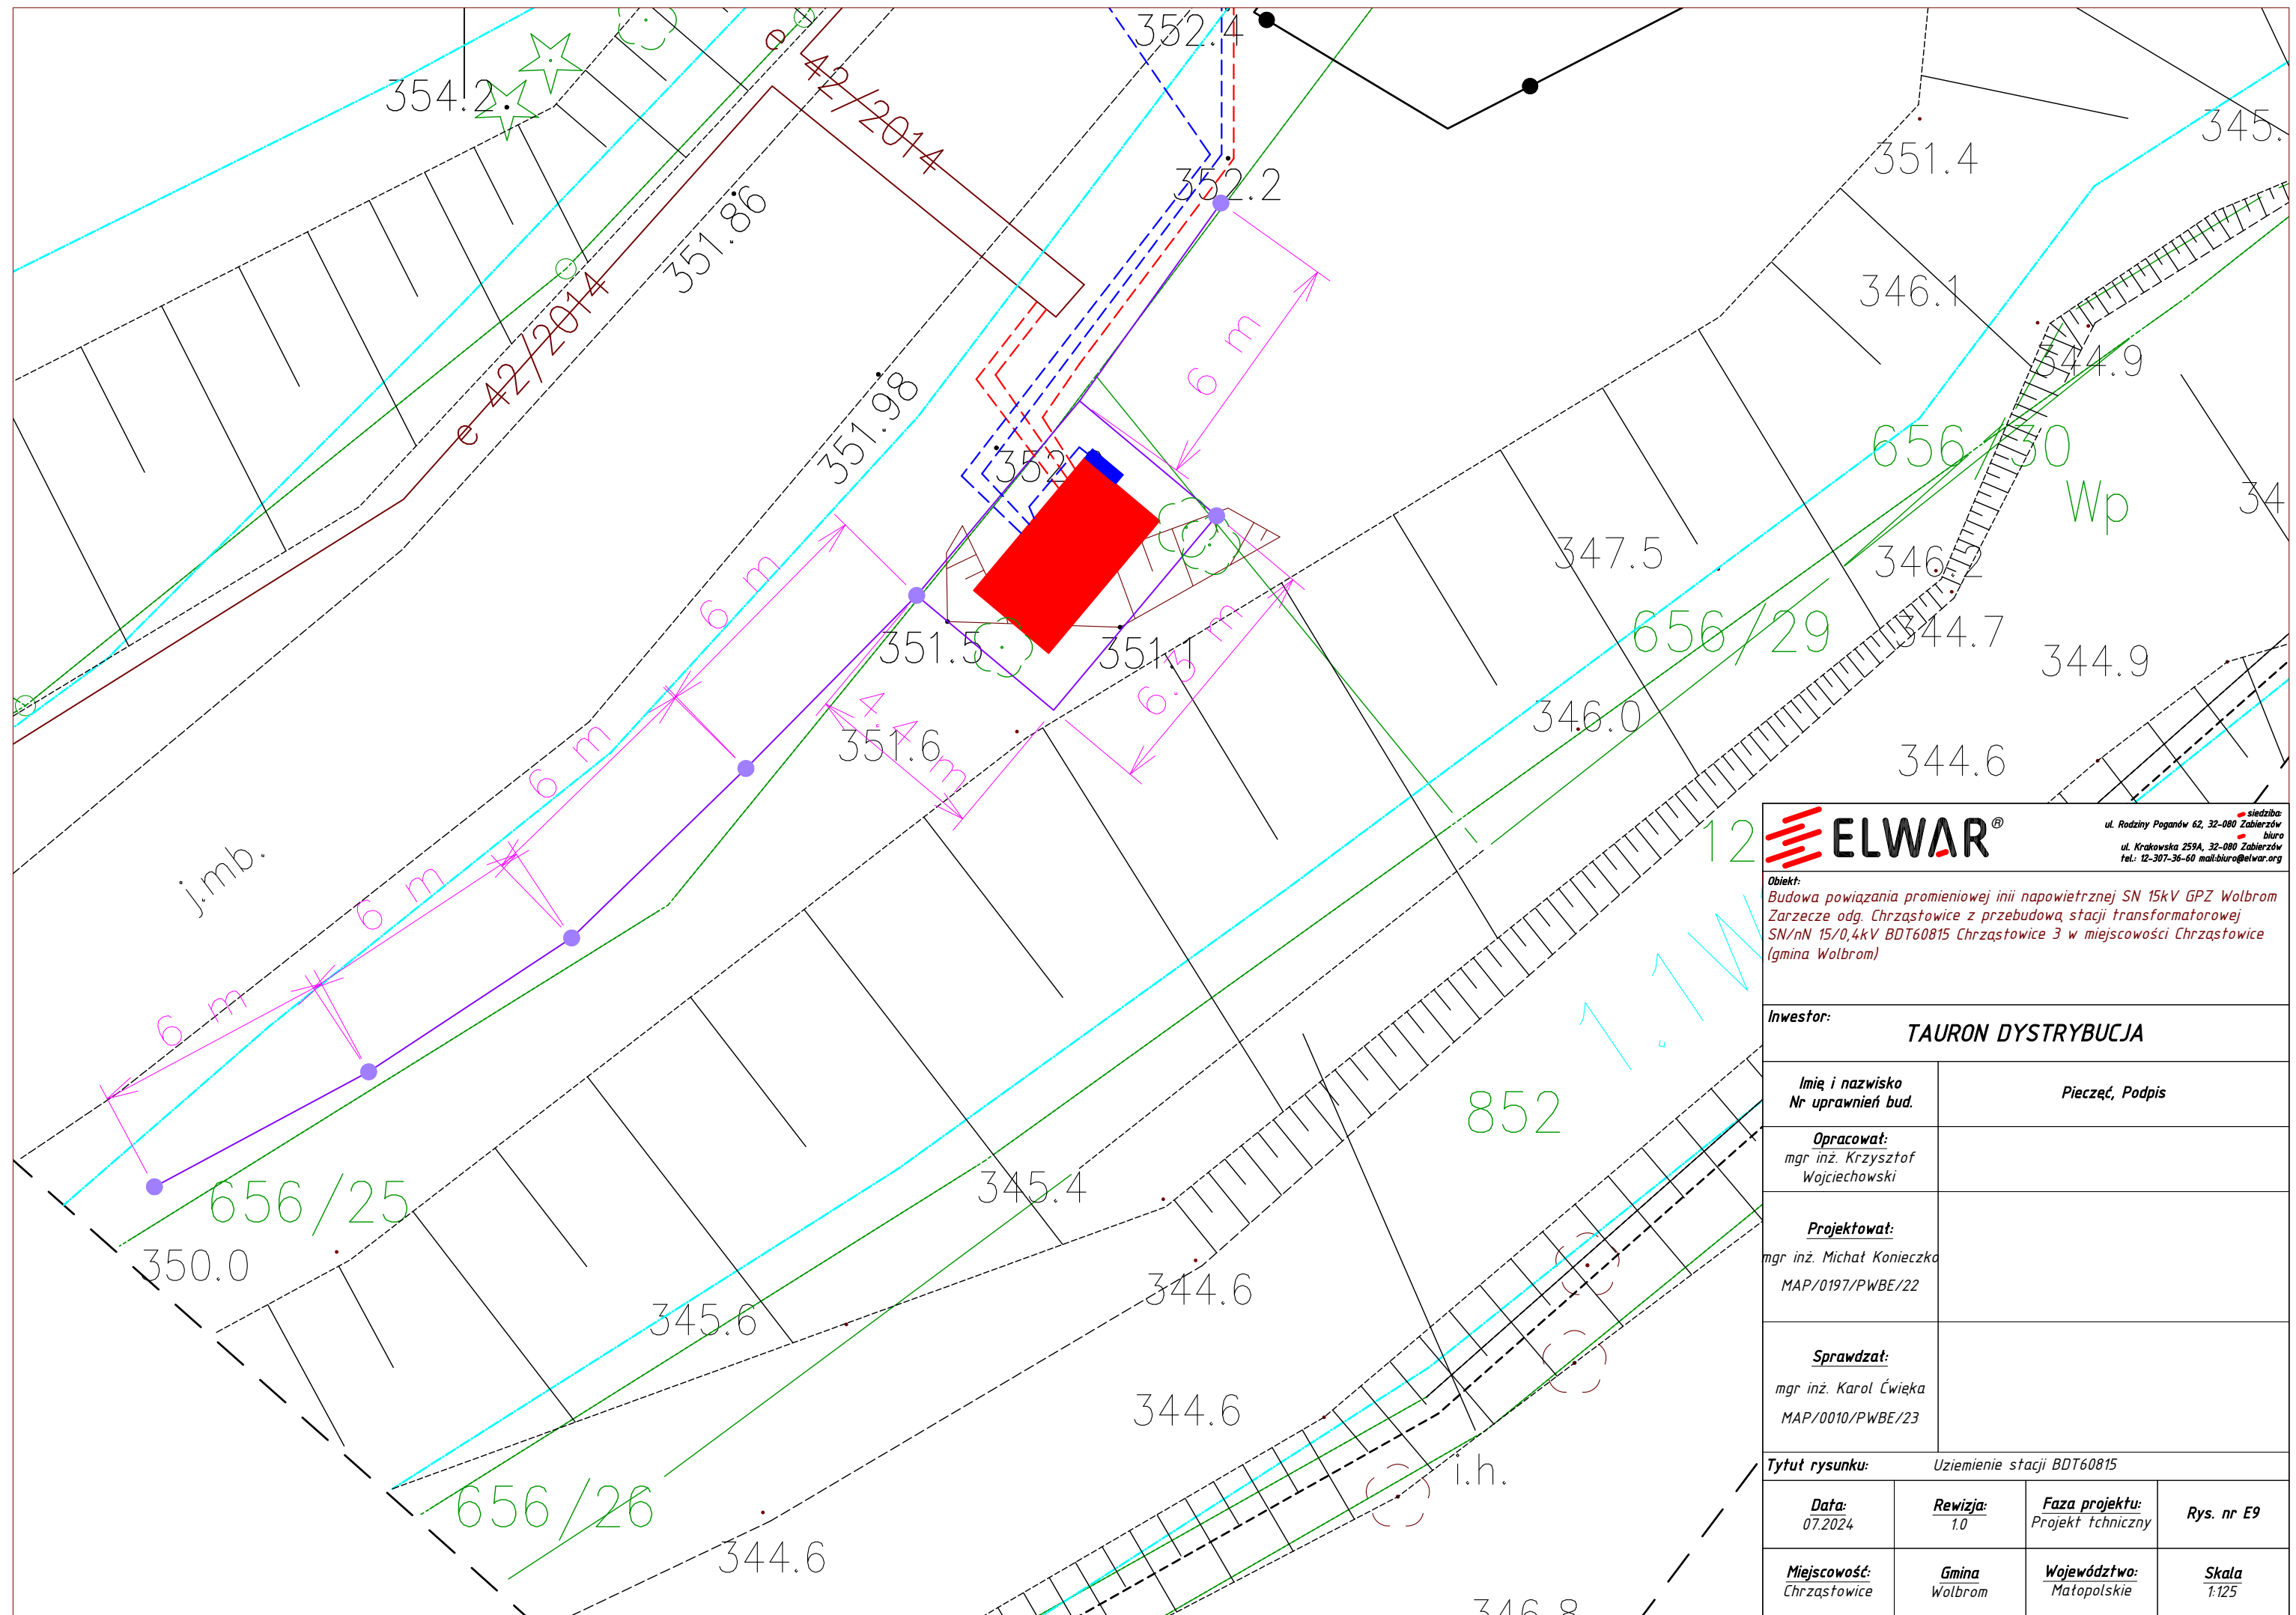 352.4
354.2
e
42/2014
345.
351.4
352.2
351.86
346.1
42/2014
6 m
344.9
351.98
e
656
30
352
Wp
34
347.5
346.2
6 m
656/29
344.7
351.5
351.1
6.3 m
344.9
4.4 m
346.0
351.6
344.6
6 m
j.mb.
6 m
12
6 m
1.1W
852
345.4
656/25
350.0
344.6
345.6
344.6
i.h.
656/26
344.6
346.8
ELWAR®
siedziba:
ul. Rodziny Poganów 62, 32-080 Zabierzów
biuro
ul. Krakowska 259A, 32-080 Zabierzów
tel.: 12-307-36-60 mail:biuro@elwar.org
Obiekt:
Budowa powiązania promieniowej inii napowietrznej SN 15kV GPZ Wolbrom
Zarzecze odg. Chrząstowice z przebudową stacji transformatorowej
SN/nN 15/0,4kV BDT60815 Chrząstowice 3 w miejscowości Chrząstowice
(gmina Wolbrom)
Inwestor:
TAURON DYSTRYBUCJA
Imię i nazwisko
Nr uprawnień bud.
Pieczęć, Podpis
Opracował:
mgr inż. Krzysztof
Wojciechowski
Projektował:
mgr inż. Michał Konieczko
MAP/0197/PWBE/22
Sprawdzał:
mgr inż. Karol Ćwięka
MAP/0010/PWBE/23
Tytuł rysunku: Uziemienie stacji BDT60815
Data:
07.2024
Rewizja:
1.0
Faza projektu:
Projekt tchniczny
Rys. nr E9
Miejscowość:
Chrząstowice
Gmina
Wolbrom
Województwo:
Małopolskie
Skala
1:125